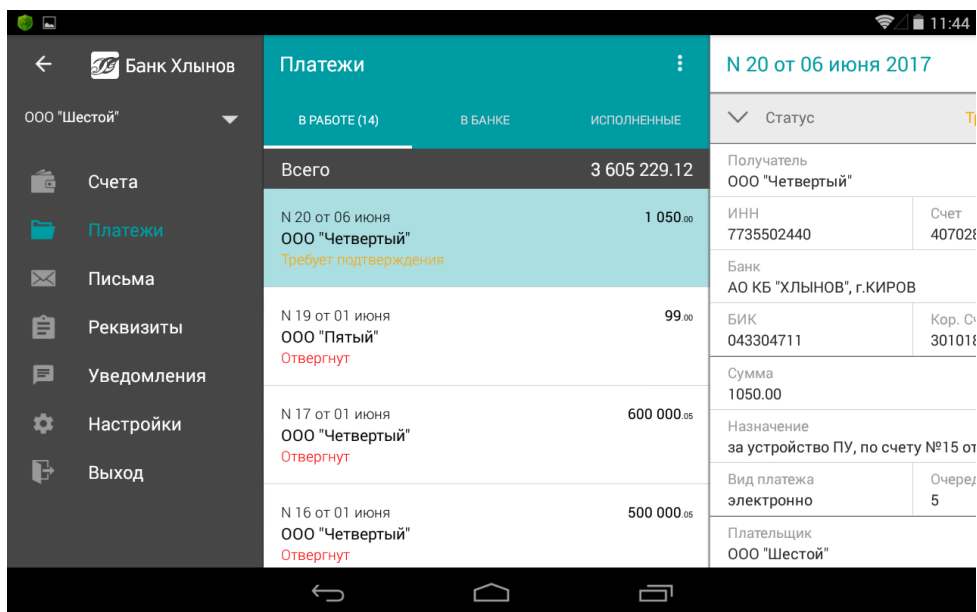 11:44
Банк Хлынов
ООО "Шестой"
Счета
Платежи
Письма
Реквизиты
Уведомления
Настройки
Выход
Платежи
В РАБОТЕ (14)
В БАНКЕ
ИСПОЛНЕННЫЕ
Всего
3 605 229.12
N 20 от 06 июня
1 050.00
ООО "Четвертый"
Требует подтверждения
N 19 от 01 июня
99.00
ООО "Пятый"
Отвергнут
N 17 от 01 июня
600 000.05
ООО "Четвертый"
Отвергнут
N 16 от 01 июня
500 000.05
ООО "Четвертый"
Отвергнут
N 20 от 06 июня 2017
Статус
Получатель
ООО "Четвертый"
ИНН
Счет
7735502440
407028
Банк
АО КБ "ХЛЫНОВ", г.КИРОВ
БИК
Кор.
043304711
301018
Сумма
1050.00
Назначение
за устройство ПУ, по счету №15 от
Вид платежа
Очеред
электронно
5
Плательщик
ООО "Шестой"